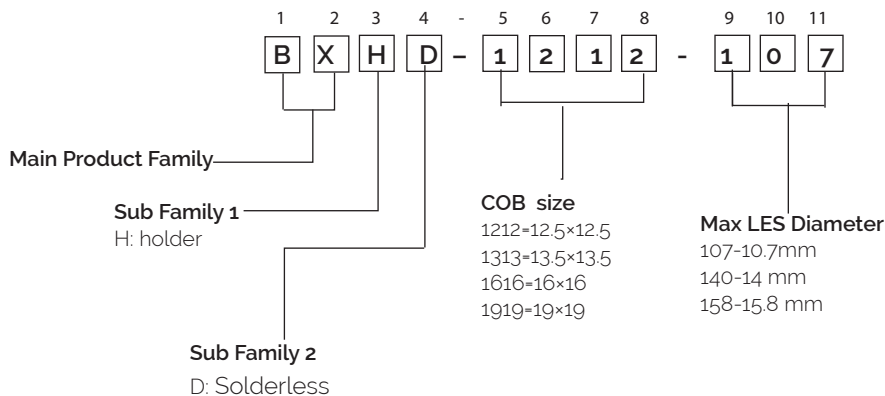 1 2 3 4 - 5 6 7 8 9 10 11
B X H D – 1 2 1 2 - 1 0 7
Main Product Family
Sub Family 1
H: holder
Sub Family 2
D: Solderless
COB size
1212=12.5×12.5
1313=13.5×13.5
1616=16×16
1919=19×19
Max LES Diameter
107-10.7mm
140-14 mm
158-15.8 mm